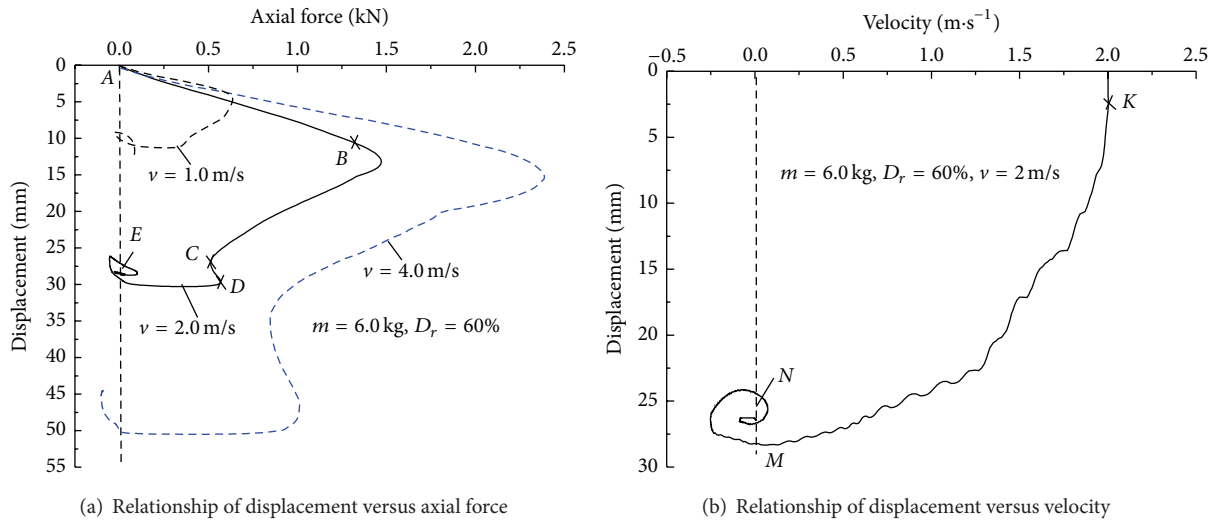 Axial force (kN)
0.0 0.5 1.0 1.5 2.0 2.5
0
5
10
15
20
25
30
35
40
45
50
55
Displacement (mm)
A
B
C
D
E
v = 1.0 m/s
v = 2.0 m/s
v = 4.0 m/s
m = 6.0 kg, D_r = 60%
(a) Relationship of displacement versus axial force
Velocity (m·s⁻¹)
−0.5 0.0 0.5 1.0 1.5 2.0 2.5
0
5
10
15
20
25
30
Displacement (mm)
K
m = 6.0 kg, D_r = 60%, v = 2 m/s
N
M
(b) Relationship of displacement versus velocity